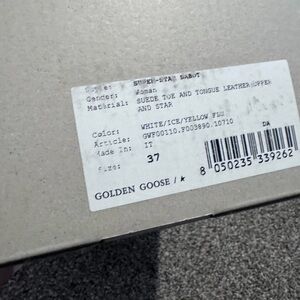 Style: SUPER-STAR SABOT
Gender: Woman
Material: SUEDE TOE AND TONGUE LEATHER UPPER
AND STAR
Color: WHITE/ICE/YELLOW FLU
Article: GWF00110.F003890.10710
Made In: IT
DA
Size: 37
GOLDEN GOOSE /
8 050235 339262